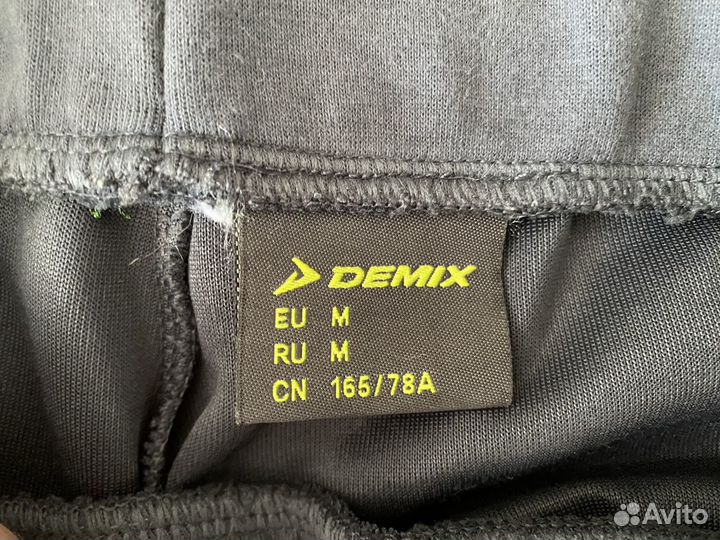 DEMIX
EU M
RU M
CN 165/78A
Avito